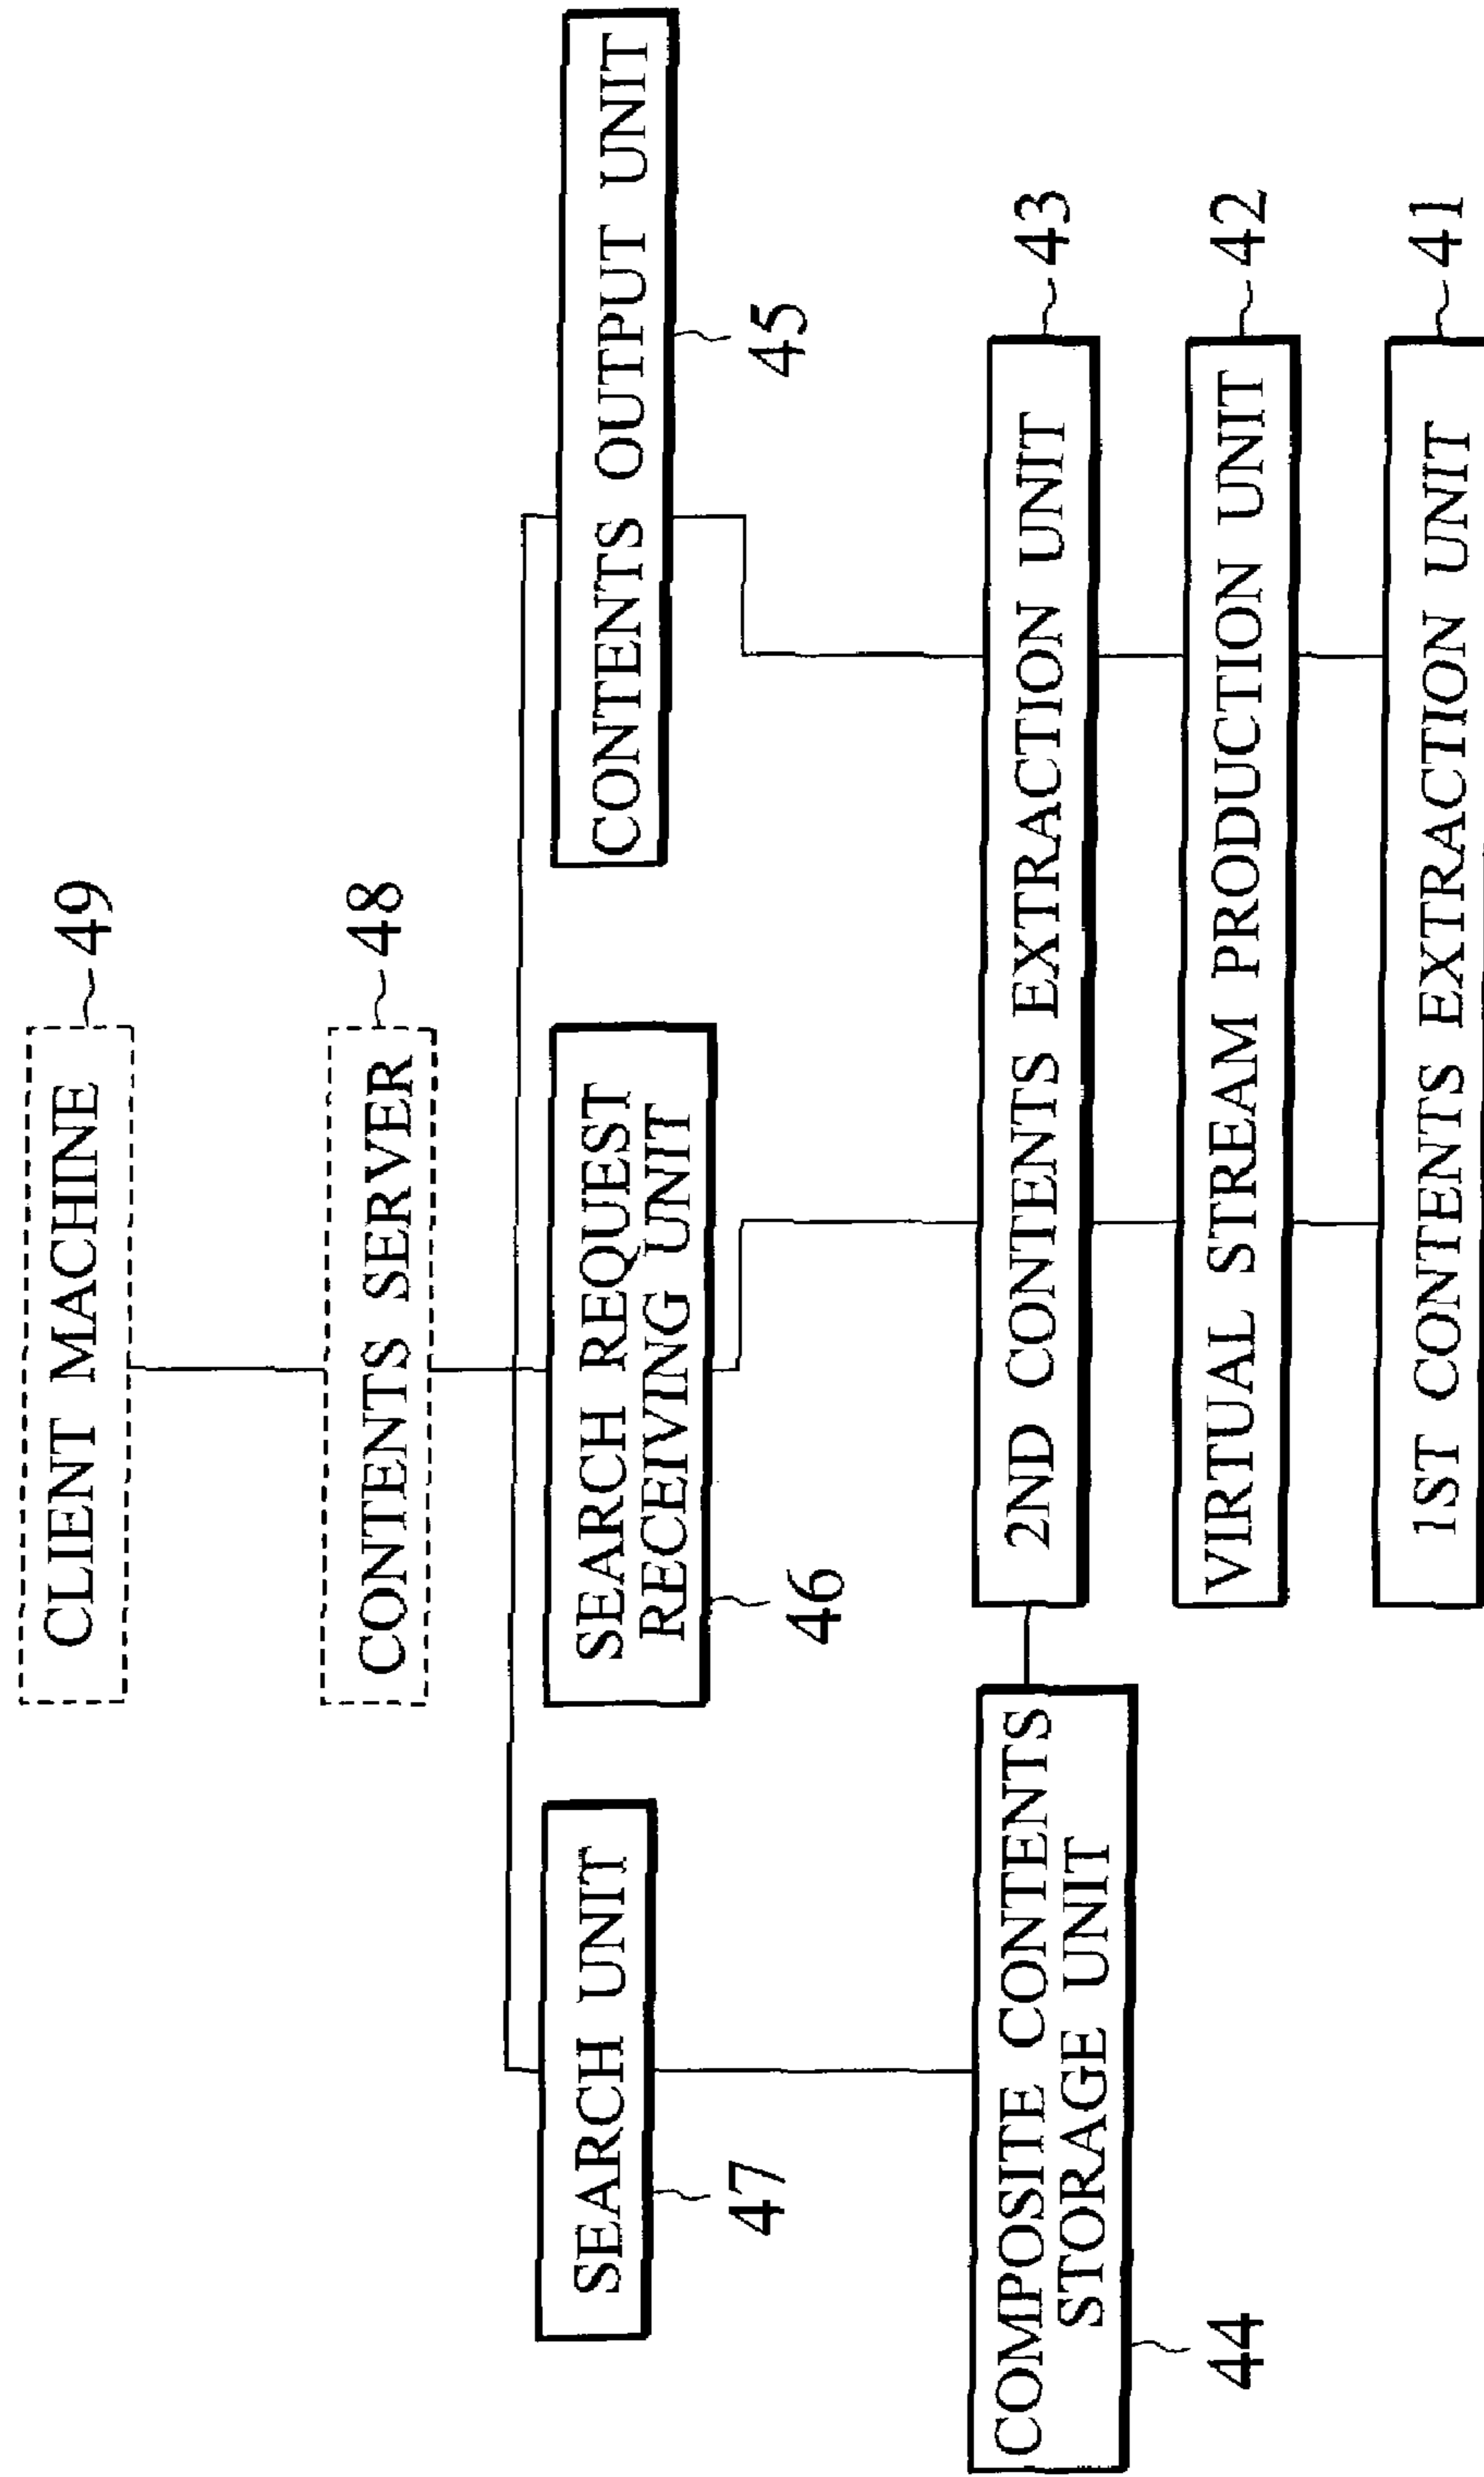 CLIENT MACHINE
49
CONTENTS SERVER
48
SEARCH UNIT
47
SEARCH REQUEST
RECEIVING UNIT
46
CONTENTS OUTPUT UNIT
45
COMPOSITE CONTENTS
STORAGE UNIT
44
2ND CONTENTS EXTRACTION UNIT
43
VIRTUAL STREAM PRODUCTION UNIT
42
1ST CONTENTS EXTRACTION UNIT
41